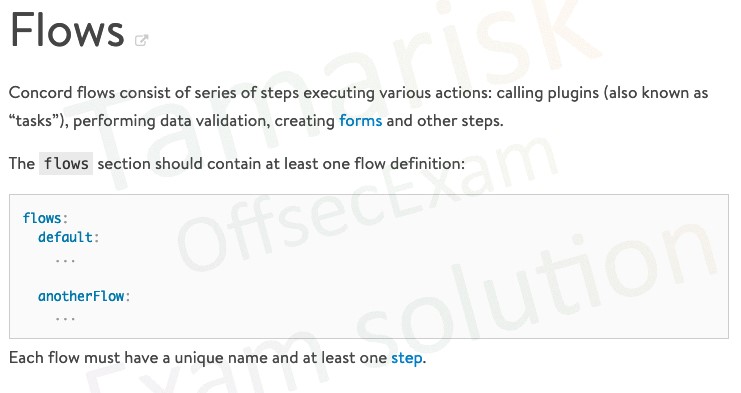 Flows
Concord flows consist of series of steps executing various actions: calling plugins (also known as
“tasks”), performing data validation, creating forms and other steps.
The flows section should contain at least one flow definition:
flows:
default:
...
anotherFlow:
...
Each flow must have a unique name and at least one step.
Tamarisk
OffsecExam
Exam solution